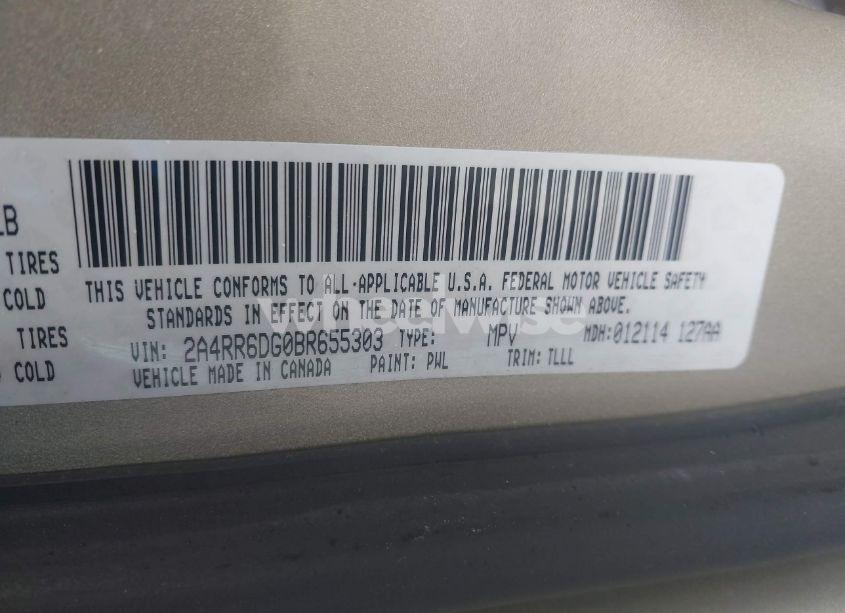 LB
TIRES
COLD
TIRES
COLD
THIS VEHICLE CONFORMS TO ALL-APPLICABLE U.S.A. FEDERAL MOTOR VEHICLE SAFETY
STANDARDS IN EFFECT ON THE DATE OF MANUFACTURE SHOWN ABOVE.
VIN: 2A4RR6DG0BR655303 TYPE: MPV MDH:012114 127AA
VEHICLE MADE IN CANADA PAINT: PWL TRIM: TLLL
wheelwise